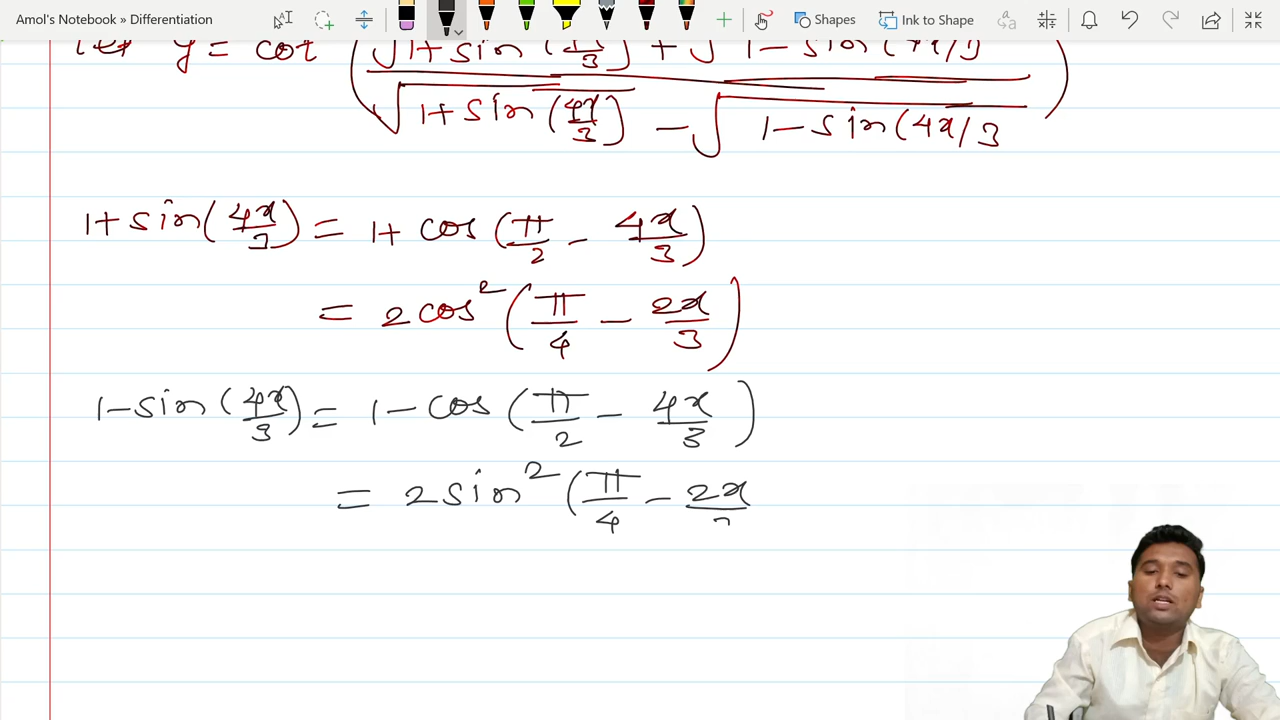 Amol's Notebook » Differentiation
Shapes
Ink to Shape
let y = cot ( √1+sin(4x/3) + √1-sin(4x/3)
√1+sin(4x/3) - √1-sin(4x/3 )
1+sin(4x/3) = 1+cos(π/2 - 4x/3)
= 2cos²(π/4 - 2x/3)
1-sin(4x/3) = 1-cos(π/2 - 4x/3)
= 2sin²(π/4 - 2x